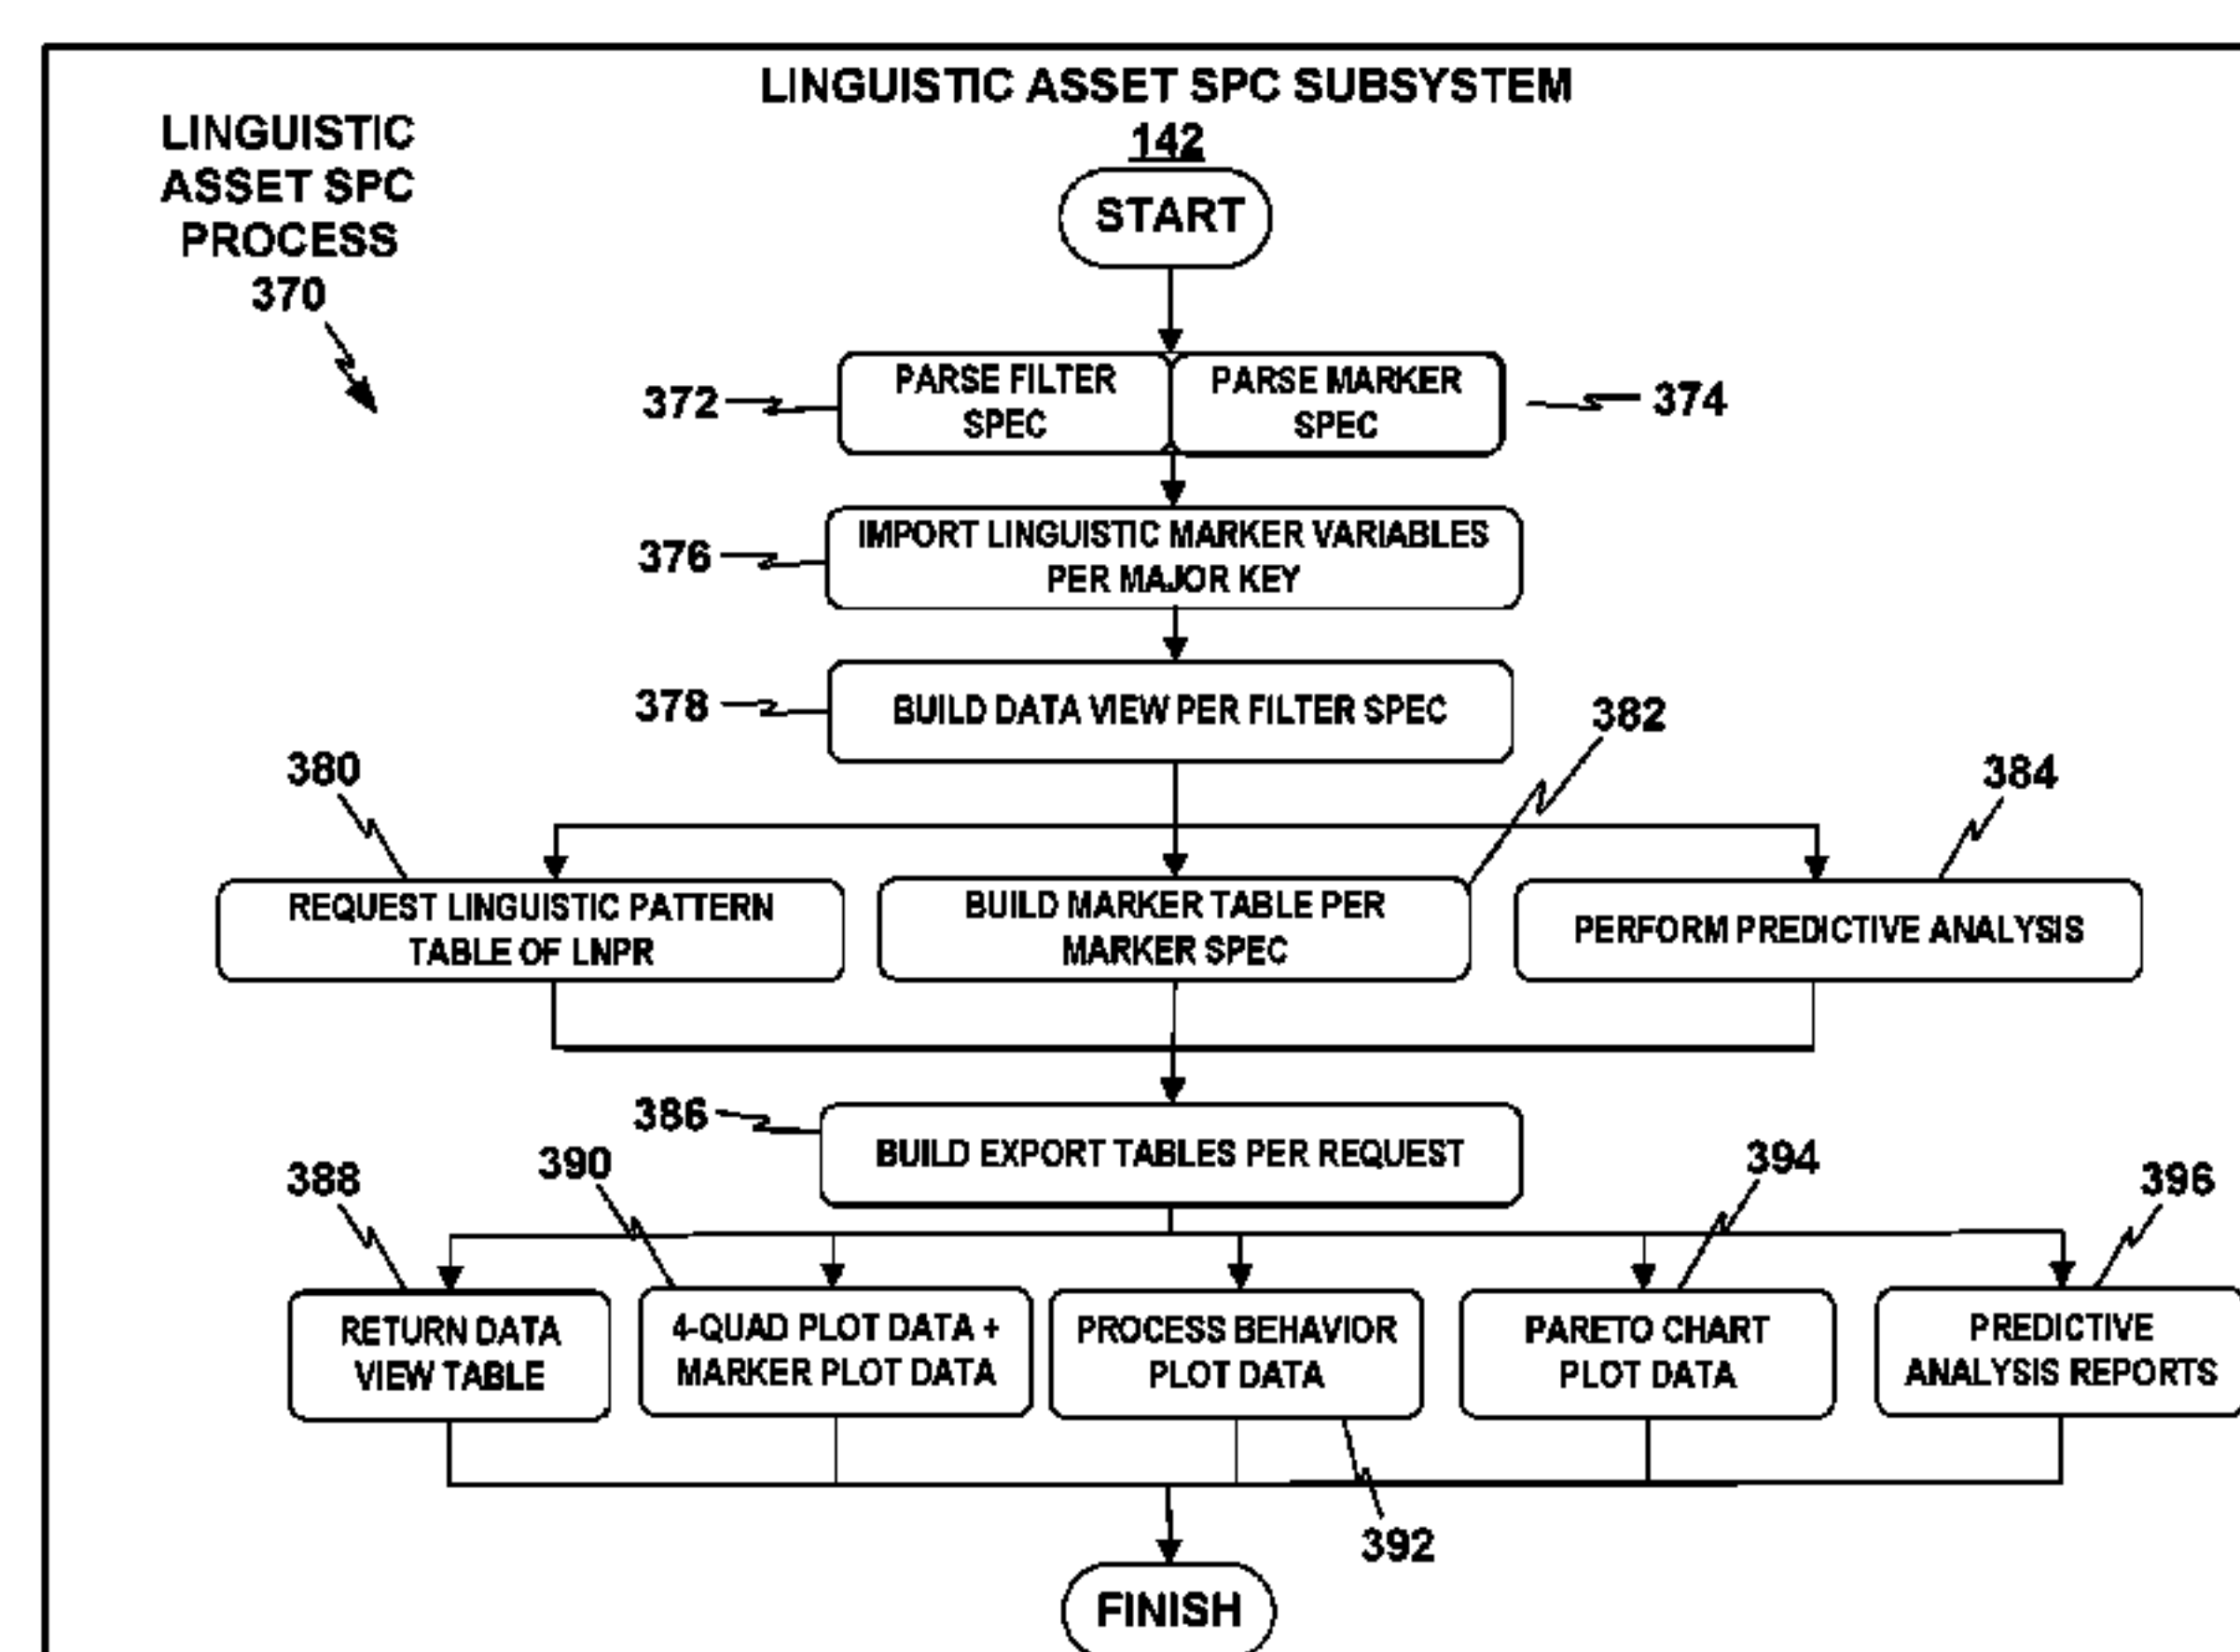 LINGUISTIC ASSET SPC SUBSYSTEM
142
LINGUISTIC
ASSET SPC
PROCESS
370
START
372
PARSE FILTER
SPEC
PARSE MARKER
SPEC
374
376
IMPORT LINGUISTIC MARKER VARIABLES
PER MAJOR KEY
378
BUILD DATA VIEW PER FILTER SPEC
380
382
384
REQUEST LINGUISTIC PATTERN
TABLE OF LNPR
BUILD MARKER TABLE PER
MARKER SPEC
PERFORM PREDICTIVE ANALYSIS
386
BUILD EXPORT TABLES PER REQUEST
388
390
394
396
RETURN DATA
VIEW TABLE
4-QUAD PLOT DATA +
MARKER PLOT DATA
PROCESS BEHAVIOR
PLOT DATA
PARETO CHART
PLOT DATA
PREDICTIVE
ANALYSIS REPORTS
392
FINISH